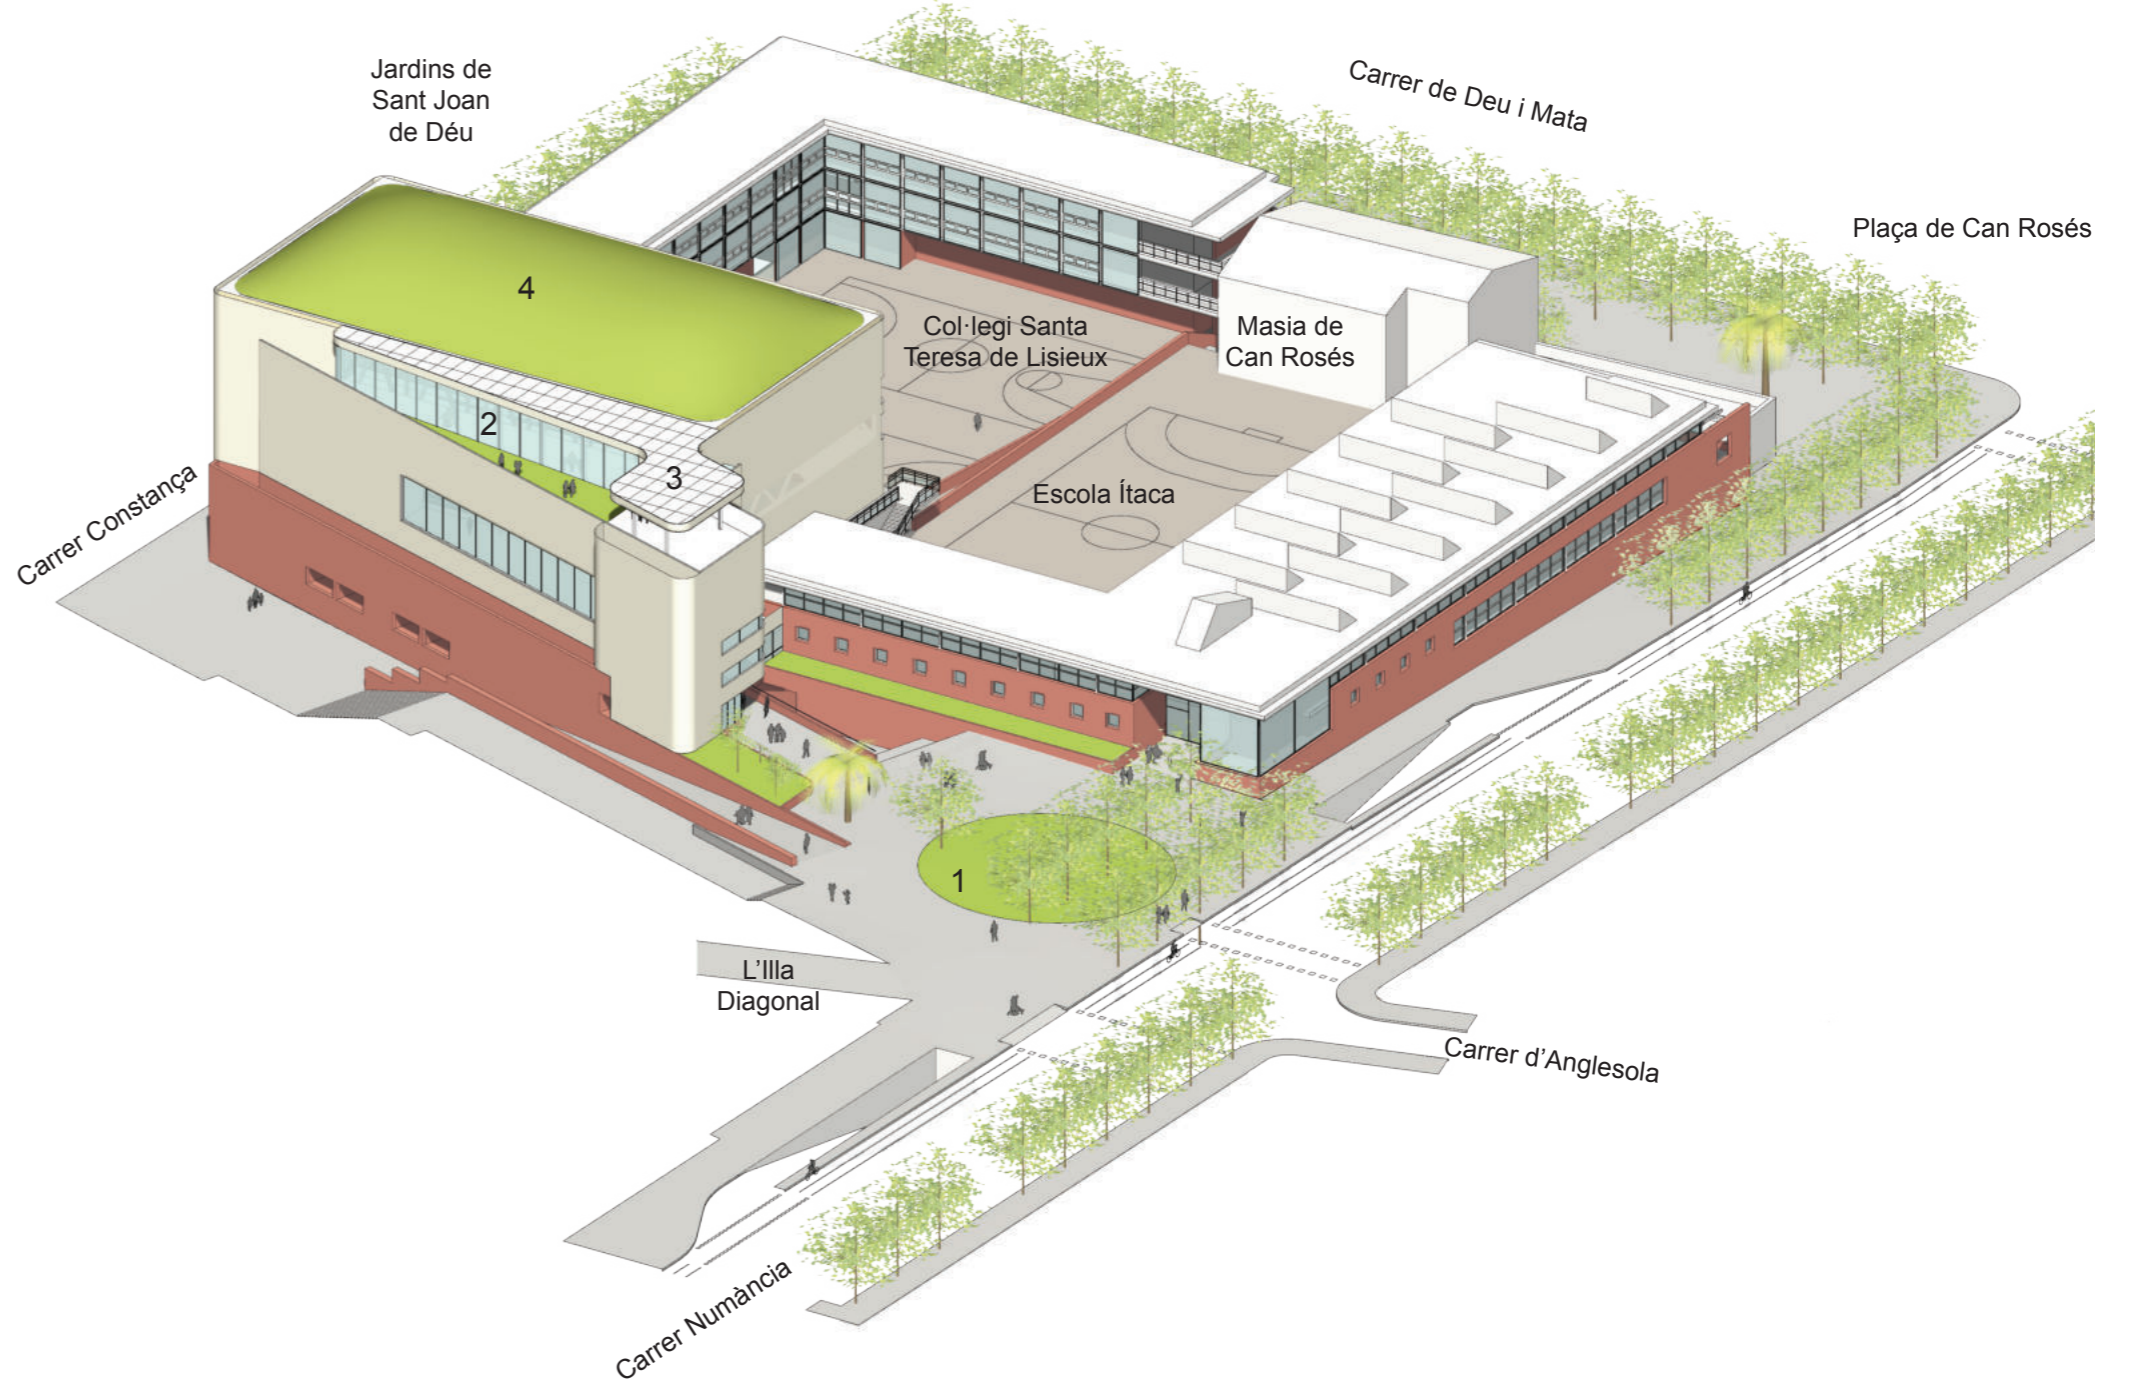 Jardins de
Sant Joan
de Déu
Carrer de Deu i Mata
Plaça de Can Rosés
4
Col·legi Santa
Teresa de Lisieux
Masia de
Can Rosés
2
3
Escola Ítaca
Carrer Constança
1
L'Illa
Diagonal
Carrer d'Anglesola
Carrer Numància